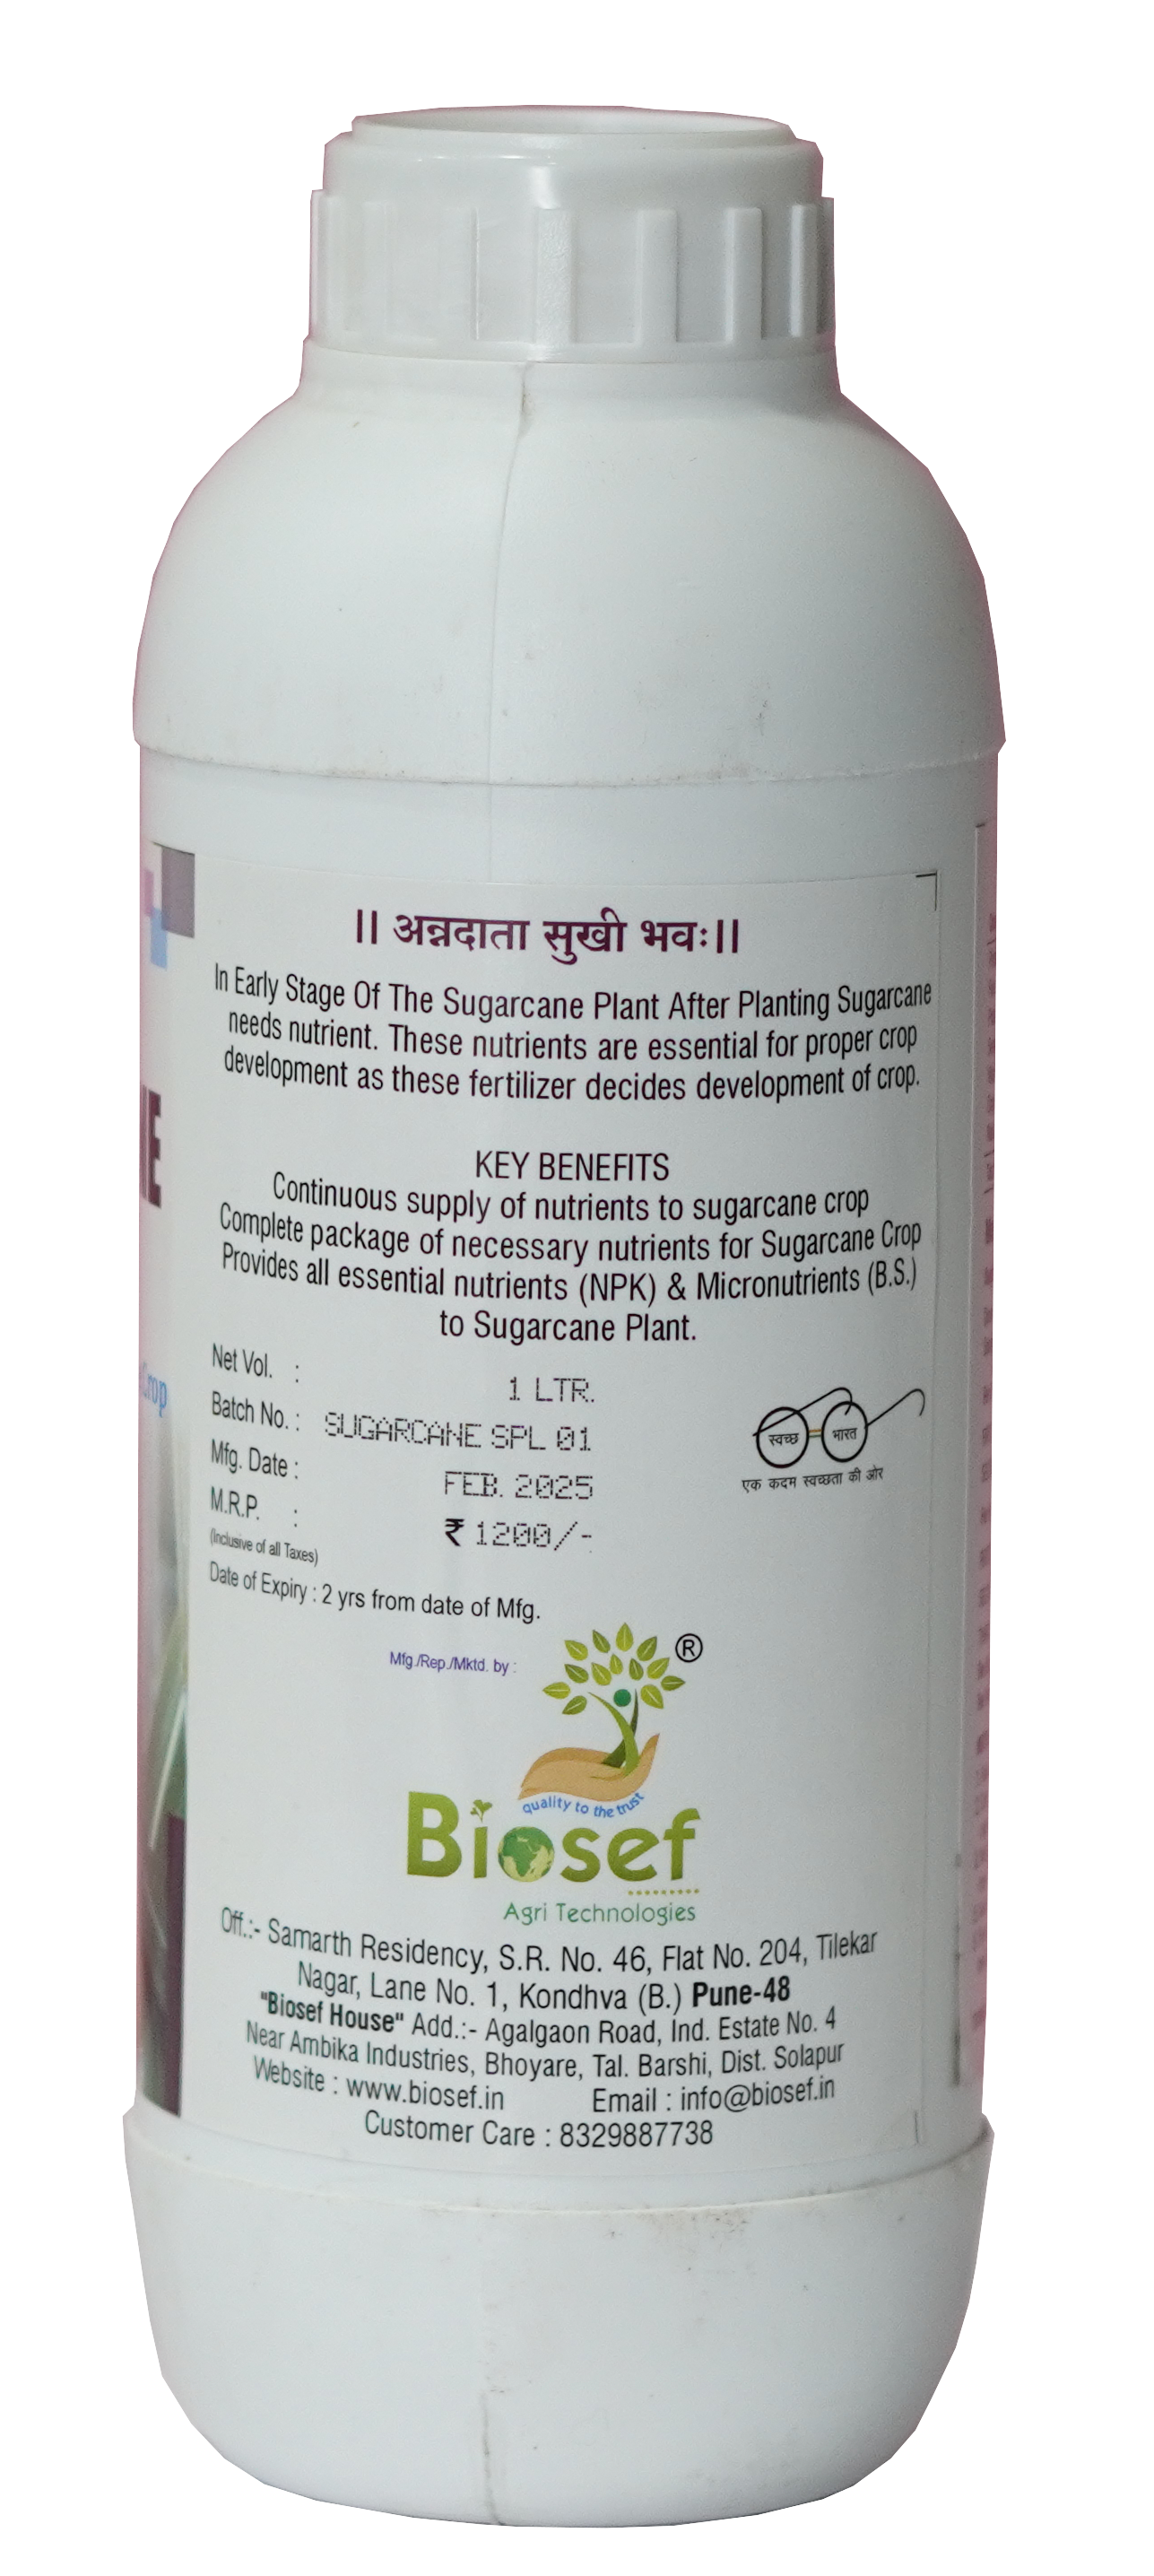 ।। अन्नदाता सुखी भवः।।
In Early Stage Of The Sugarcane Plant After Planting Sugarcane
needs nutrient. These nutrients are essential for proper crop
development as these fertilizer decides development of crop.
KEY BENEFITS
Continuous supply of nutrients to sugarcane crop
Complete package of necessary nutrients for Sugarcane Crop
Provides all essential nutrients (NPK) & Micronutrients (B.S.)
to Sugarcane Plant.
Net Vol. : 1 LTR.
Batch No. : SUGARCANE SPL 01
Mfg. Date : FEB. 2025
M.R.P. : ₹ 1200/-
(Inclusive of all Taxes)
Date of Expiry : 2 yrs from date of Mfg.
स्वच्छ भारत
एक कदम स्वच्छता की ओर
Mfg./Rep./Mktd. by :
®
quality to the trust
Biosef
Agri Technologies
Off.:- Samarth Residency, S.R. No. 46, Flat No. 204, Tilekar
Nagar, Lane No. 1, Kondhva (B.) Pune-48
"Biosef House" Add.:- Agalgaon Road, Ind. Estate No. 4
Near Ambika Industries, Bhoyare, Tal. Barshi, Dist. Solapur
Website : www.biosef.in Email : info@biosef.in
Customer Care : 8329887738
Crop